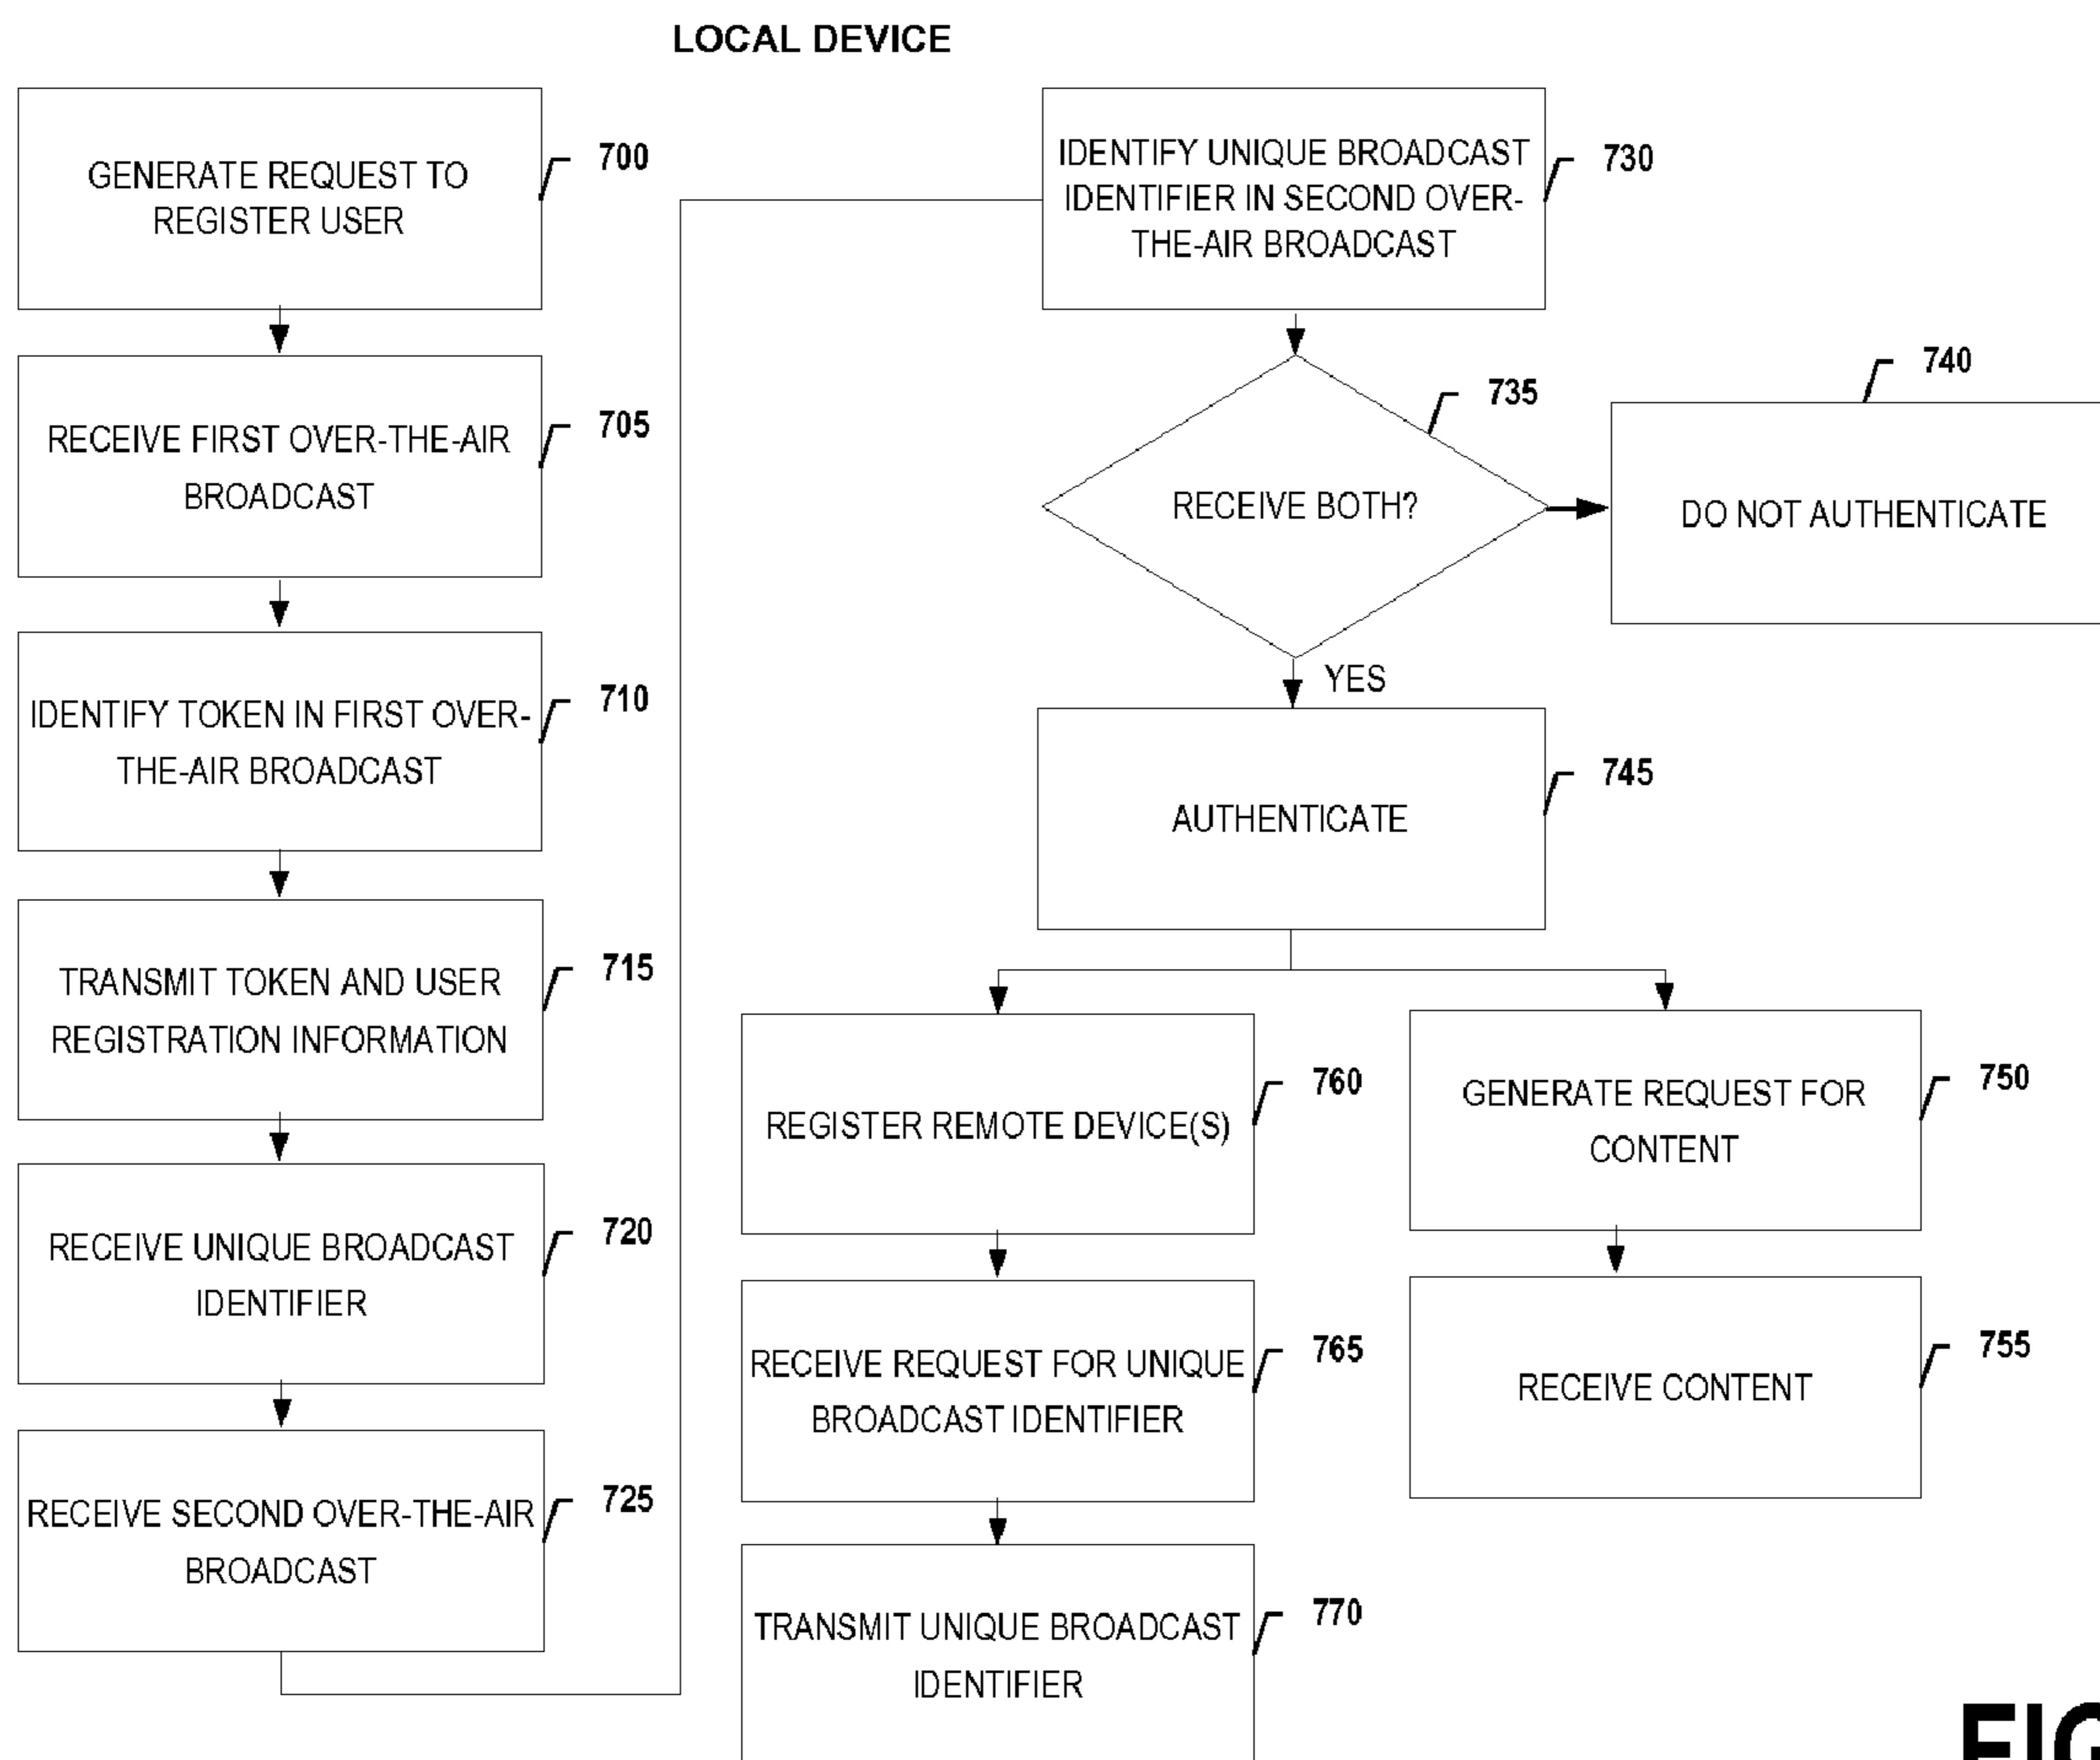 LOCAL DEVICE
GENERATE REQUEST TO
REGISTER USER
700
RECEIVE FIRST OVER-THE-AIR
BROADCAST
705
IDENTIFY TOKEN IN FIRST OVER-
THE-AIR BROADCAST
710
TRANSMIT TOKEN AND USER
REGISTRATION INFORMATION
715
RECEIVE UNIQUE BROADCAST
IDENTIFIER
720
RECEIVE SECOND OVER-THE-AIR
BROADCAST
725
IDENTIFY UNIQUE BROADCAST
IDENTIFIER IN SECOND OVER-
THE-AIR BROADCAST
730
RECEIVE BOTH?
735
DO NOT AUTHENTICATE
740
YES
AUTHENTICATE
745
REGISTER REMOTE DEVICE(S)
760
RECEIVE REQUEST FOR UNIQUE
BROADCAST IDENTIFIER
765
TRANSMIT UNIQUE BROADCAST
IDENTIFIER
770
GENERATE REQUEST FOR
CONTENT
750
RECEIVE CONTENT
755